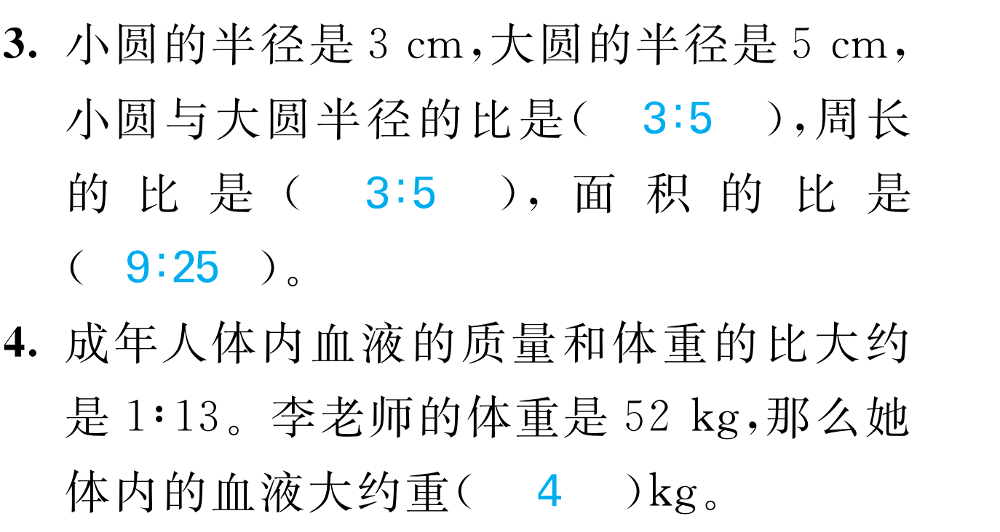 3. 小圆的半径是 3 cm,大圆的半径是 5 cm,
小圆与大圆半径的比是( 3∶5 ),周长
的比是( 3∶5 ),面积的比是
( 9∶25 )。
4. 成年人体内血液的质量和体重的比大约
是 1∶13。李老师的体重是 52 kg,那么她
体内的血液大约重( 4 )kg。